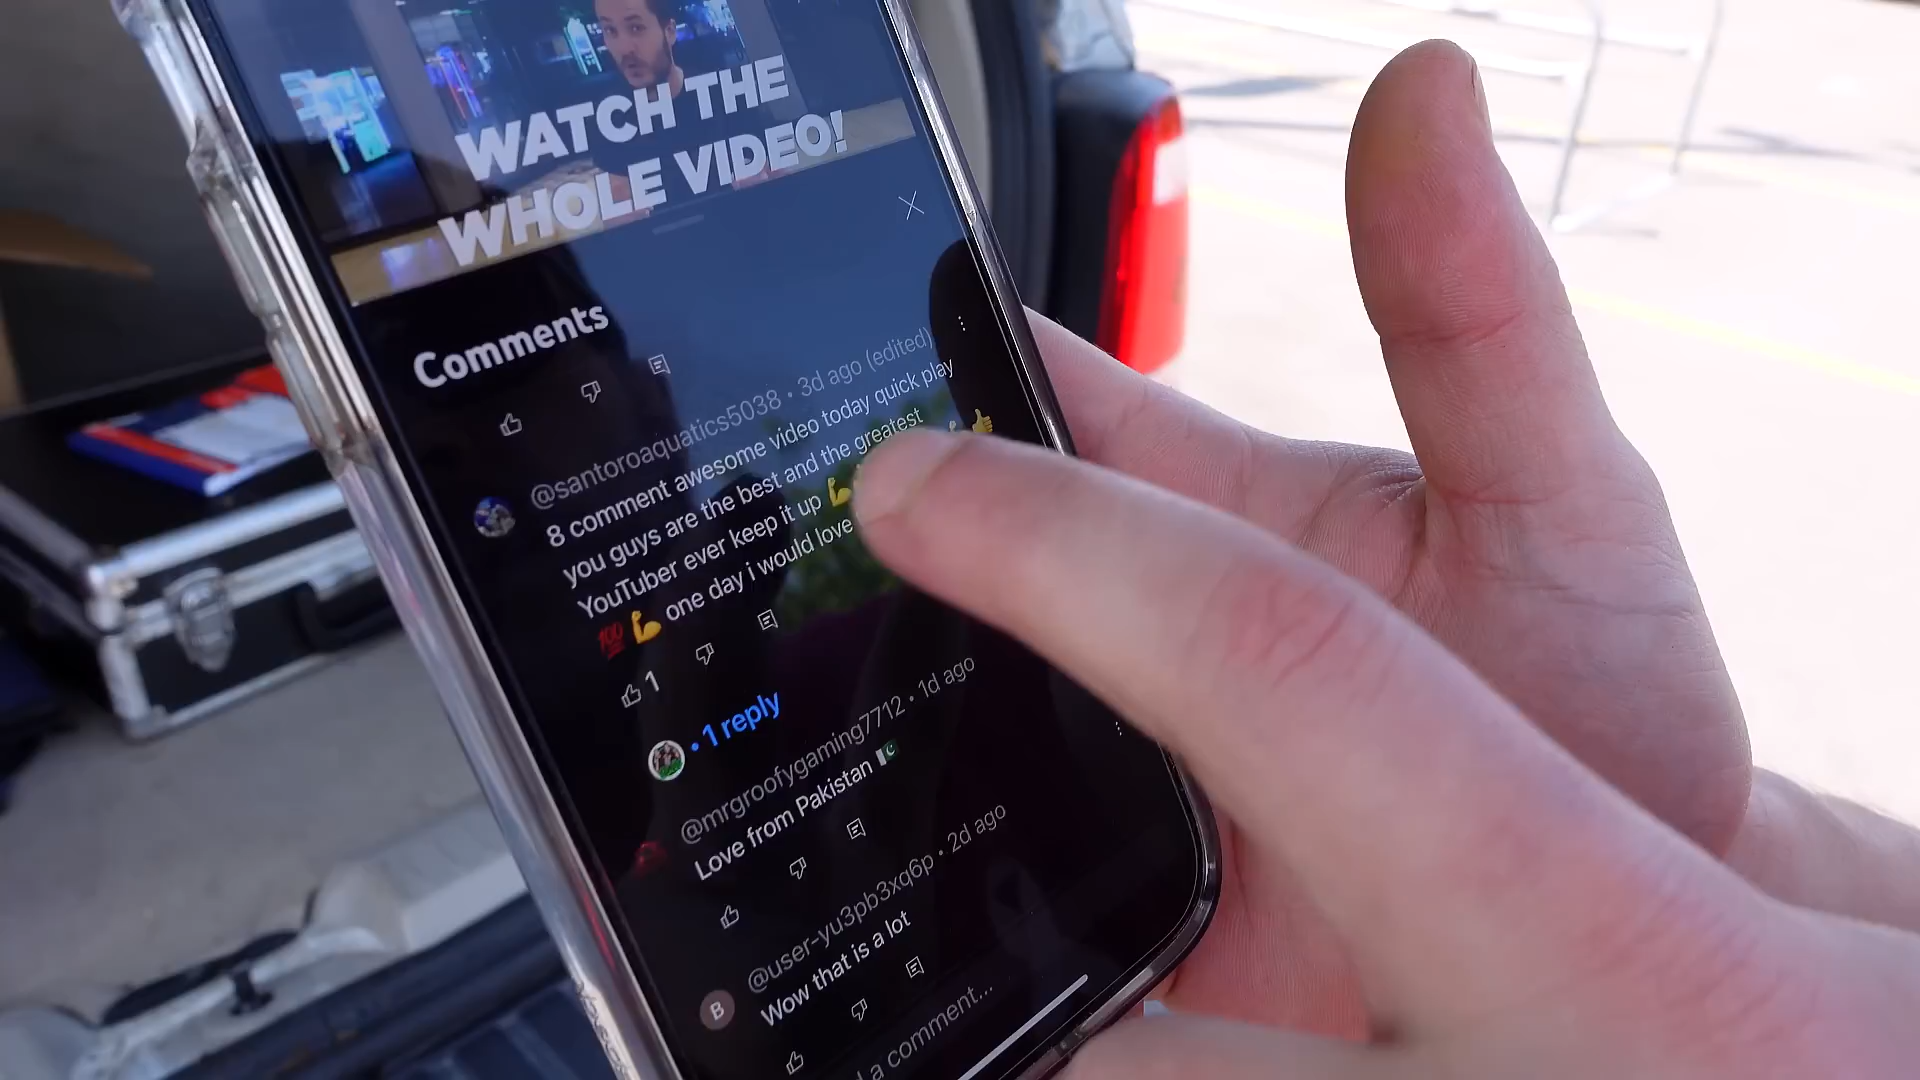 WATCH THE
WHOLE VIDEO!
Comments
@santoroaquatics5038 • 3d ago (edited)
8 comment awesome video today quick play
you guys are the best and the greatest
YouTuber ever keep it up 💪
💯 💪 one day i would love
1
• 1 reply
@mrgroofygaming7712 • 1d ago
Love from Pakistan 🇵🇰
@user-yu3pb3xq6p • 2d ago
B
Wow that is a lot
a comment...